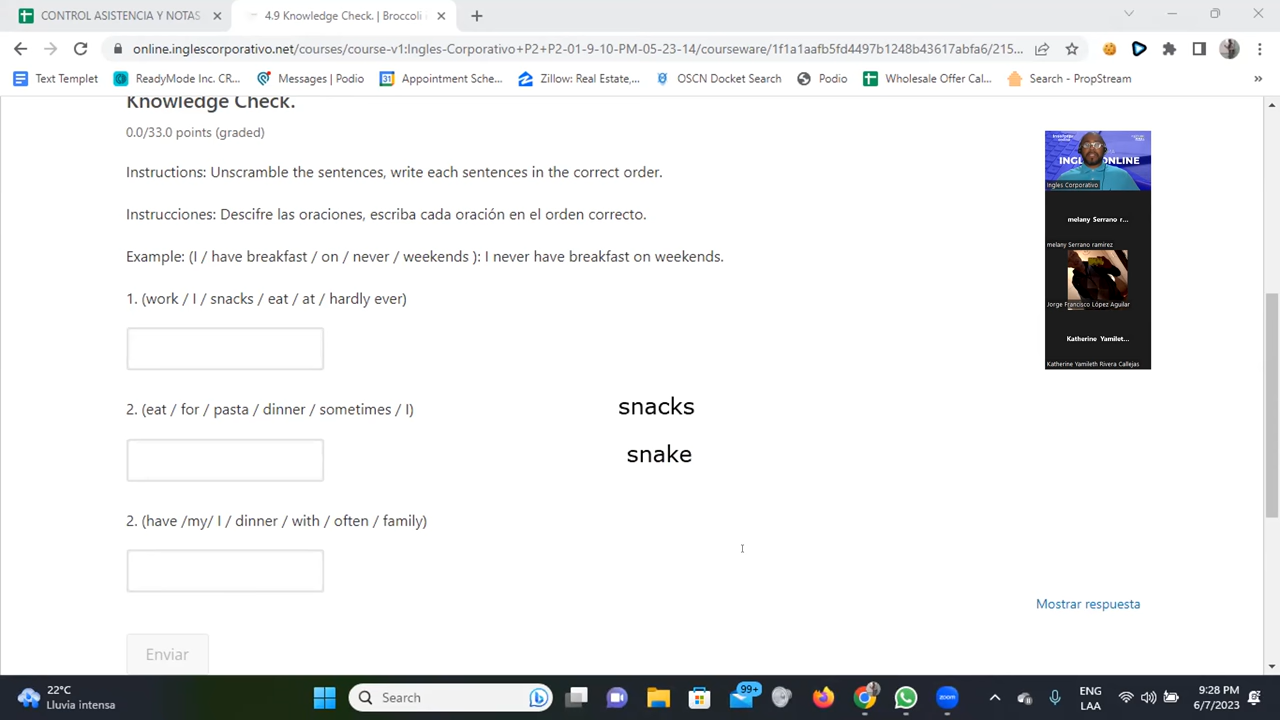 CONTROL ASISTENCIA Y NOTAS
4.9 Knowledge Check. | Broccoli
online.inglescorporativo.net/courses/course-v1:Ingles-Corporativo+P2+P2-01-9-10-PM-05-23-14/courseware/1f1a1aafb5fd4497b1248b43617abfa6/215...
Text Templet
ReadyMode Inc. CR...
Messages | Podio
Appointment Sche...
Zillow: Real Estate,...
OSCN Docket Search
Podio
Wholesale Offer Cal...
Search - PropStream
»
Knowledge Check.
0.0/33.0 points (graded)
Instructions: Unscramble the sentences, write each sentences in the correct order.
Instrucciones: Descifre las oraciones, escriba cada oración en el orden correcto.
Example: (I / have breakfast / on / never / weekends ): I never have breakfast on weekends.
1. (work / I / snacks / eat / at / hardly ever)
2. (eat / for / pasta / dinner / sometimes / I)
snacks
snake
2. (have /my/ I / dinner / with / often / family)
Mostrar respuesta
Enviar
Ingles Corporativo
melany Serrano r...
melany Serrano ramirez
Jorge Francisco López Aguilar
Katherine Yamilet...
Katherine Yamileth Rivera Callejas
22°C
Lluvia intensa
Search
99+
zoom
ENG
LAA
9:28 PM
6/7/2023